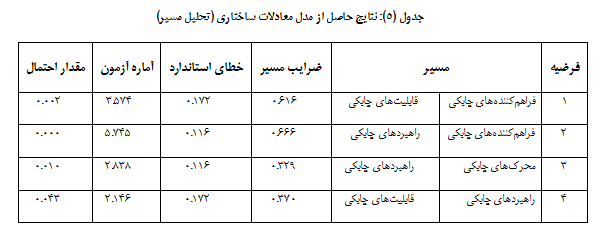 جدول (۵): نتایج حاصل از مدل معادلات ساختاری (تحلیل مسیر)
فرضیه مسیر ضرایب مسیر خطای استاندارد آماره آزمون مقدار احتمال
۱ فراهم‌کننده‌های چابکی قابلیت‌های چابکی ۰.۶۱۶ ۰.۱۷۲ ۳.۵۷۴ ۰.۰۰۲
۲ فراهم‌کننده‌های چابکی راهبردهای چابکی ۰.۶۶۶ ۰.۱۱۶ ۵.۷۴۵ ۰.۰۰۰
۳ محرک‌های چابکی راهبردهای چابکی ۰.۳۲۹ ۰.۱۱۶ ۲.۸۳۸ ۰.۰۱۰
۴ راهبردهای چابکی قابلیت‌های چابکی ۰.۳۷۰ ۰.۱۷۲ ۲.۱۴۶ ۰.۰۴۳